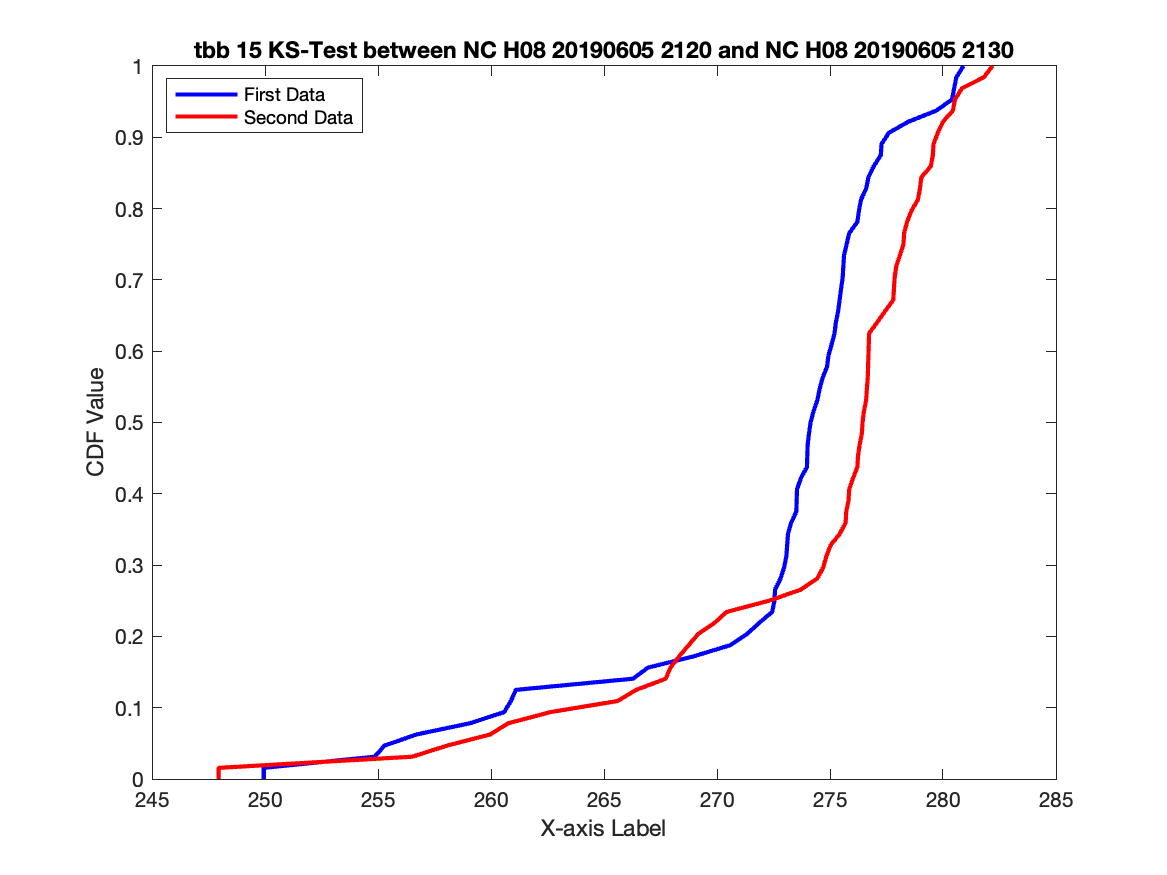 tbb 15 KS-Test between NC H08 20190605 2120 and NC H08 20190605 2130
First Data
Second Data
1
0.9
0.8
0.7
0.6
0.5
0.4
0.3
0.2
0.1
0
CDF Value
245 250 255 260 265 270 275 280 285
X-axis Label